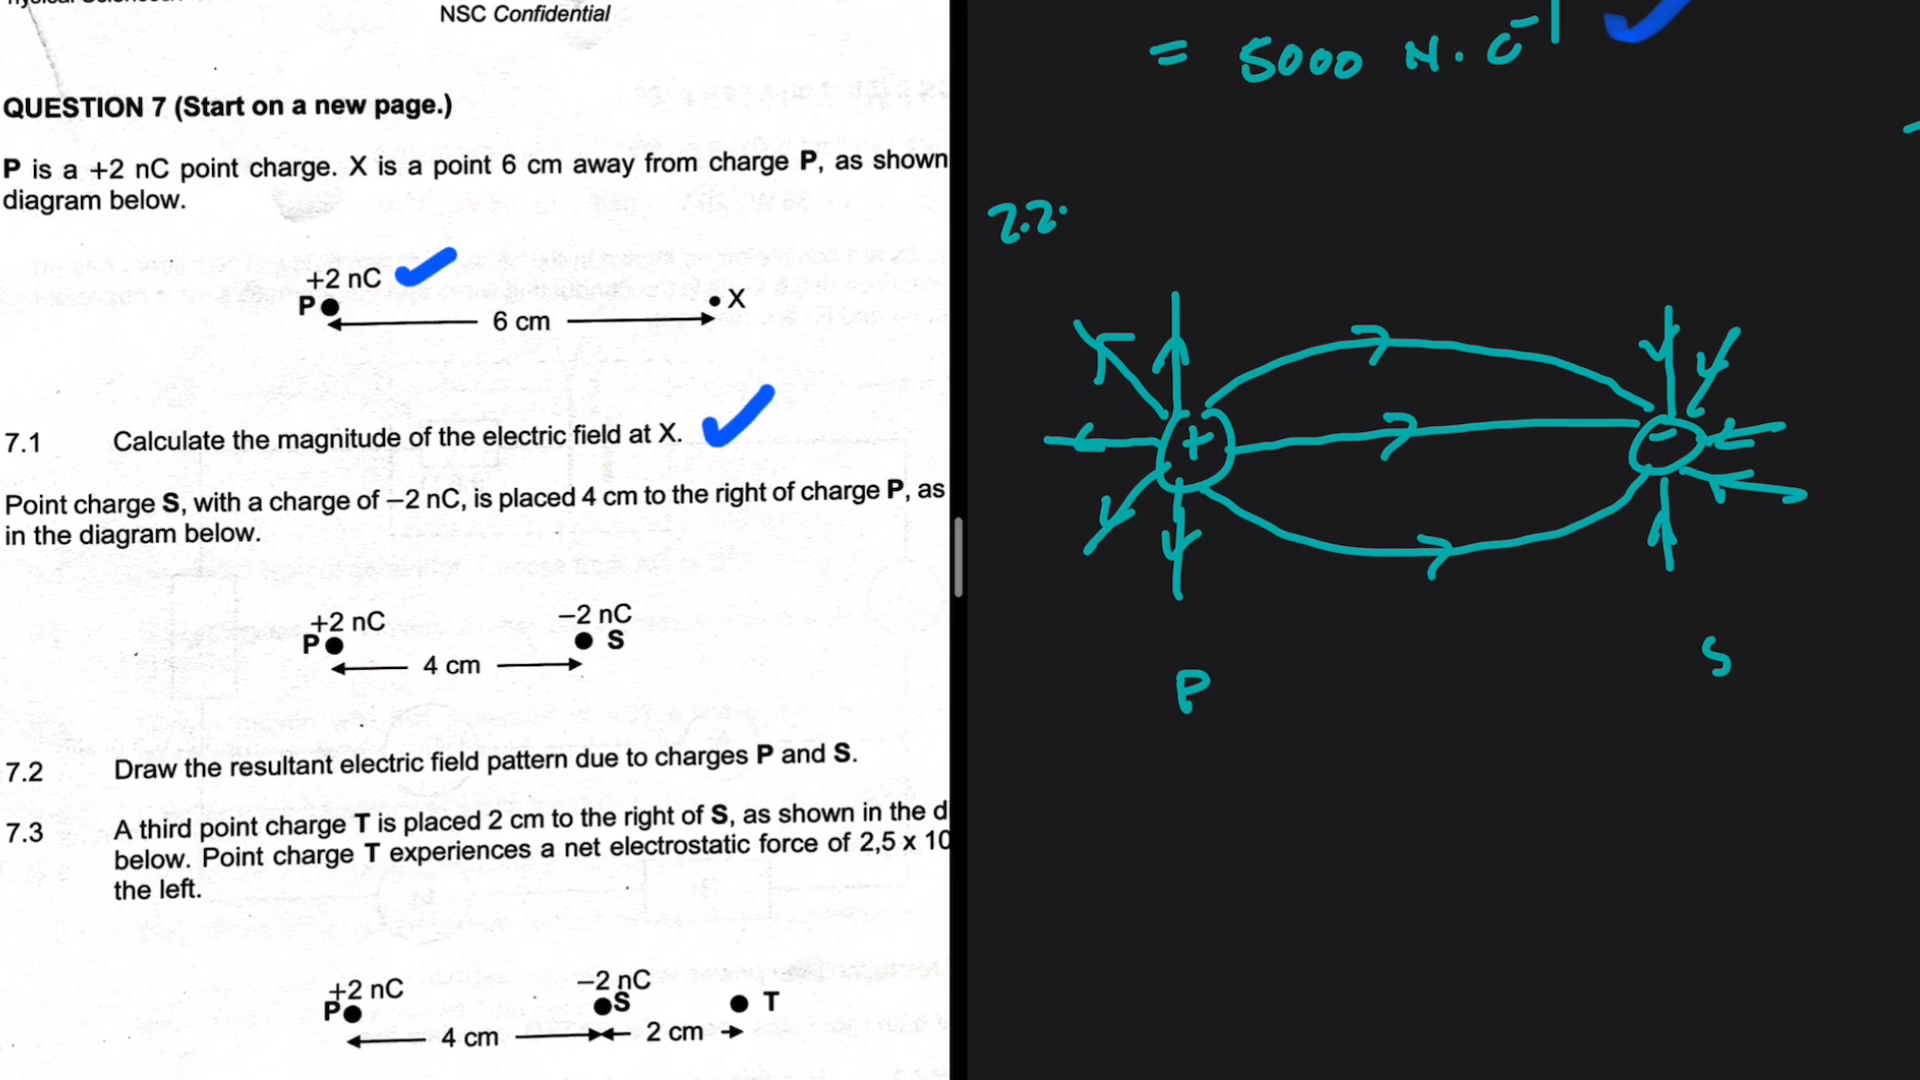 NSC Confidential
QUESTION 7 (Start on a new page.)
P is a +2 nC point charge. X is a point 6 cm away from charge P, as shown
diagram below.
+2 nC
P
X
6 cm
7.1 Calculate the magnitude of the electric field at X.
Point charge S, with a charge of −2 nC, is placed 4 cm to the right of charge P, as
in the diagram below.
+2 nC
−2 nC
P
S
4 cm
7.2 Draw the resultant electric field pattern due to charges P and S.
7.3 A third point charge T is placed 2 cm to the right of S, as shown in the d
below. Point charge T experiences a net electrostatic force of 2,5 x 10
the left.
+2 nC
−2 nC
P
S
T
4 cm
2 cm
= 5000 N·C⁻¹
7.2.
+
−
P
S